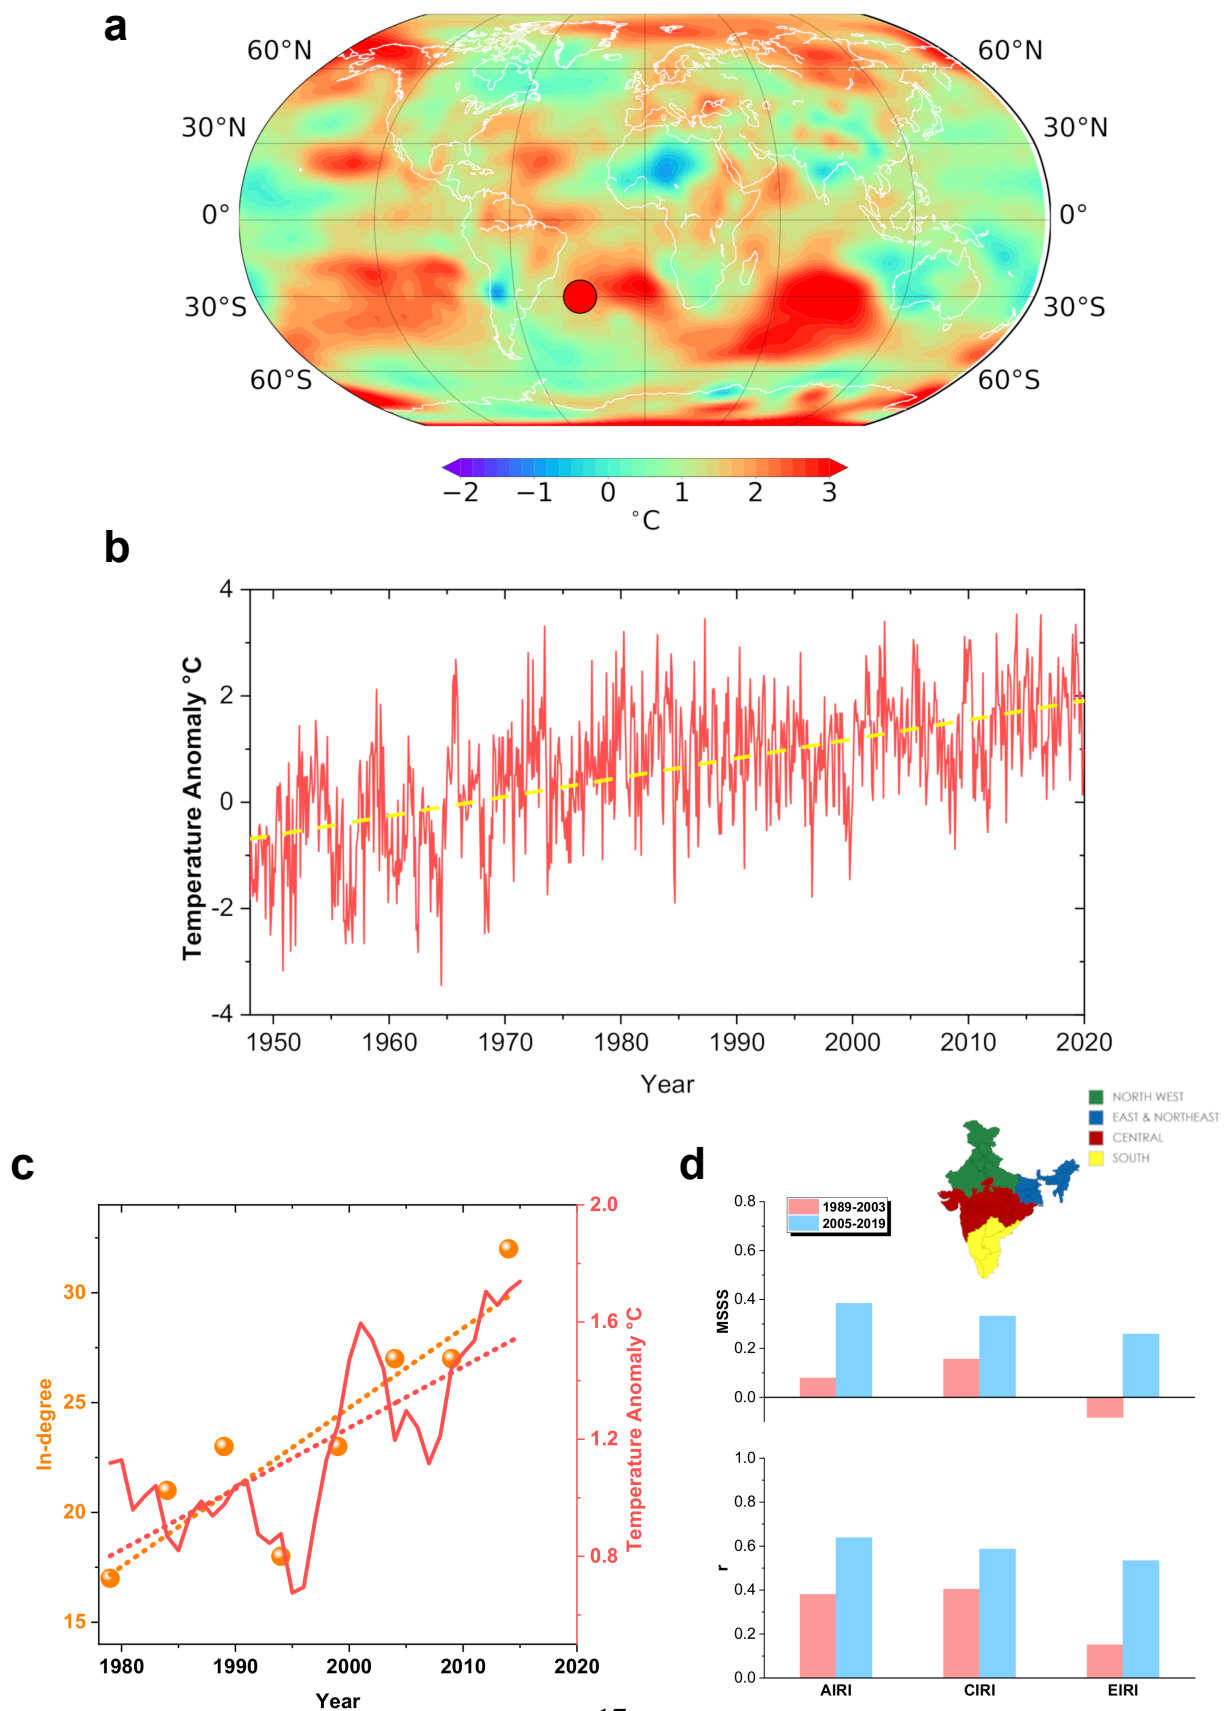 a
60°N 60°N
30°N 30°N
0° 0°
30°S 30°S
60°S 60°S
−2 −1 0 1 2 3
°C
b
Temperature Anomaly °C
4
2
0
-2
-4
1950 1960 1970 1980 1990 2000 2010 2020
Year
c
In-degree
30
25
20
15
2.0
1.6
1.2
0.8
Temperature Anomaly °C
1980 1990 2000 2010 2020
Year
d
NORTH WEST
EAST & NORTHEAST
CENTRAL
SOUTH
1989-2003
2005-2019
MSSS
0.8
0.6
0.4
0.2
0.0
r
1.0
0.8
0.6
0.4
0.2
0.0
AIRI CIRI EIRI